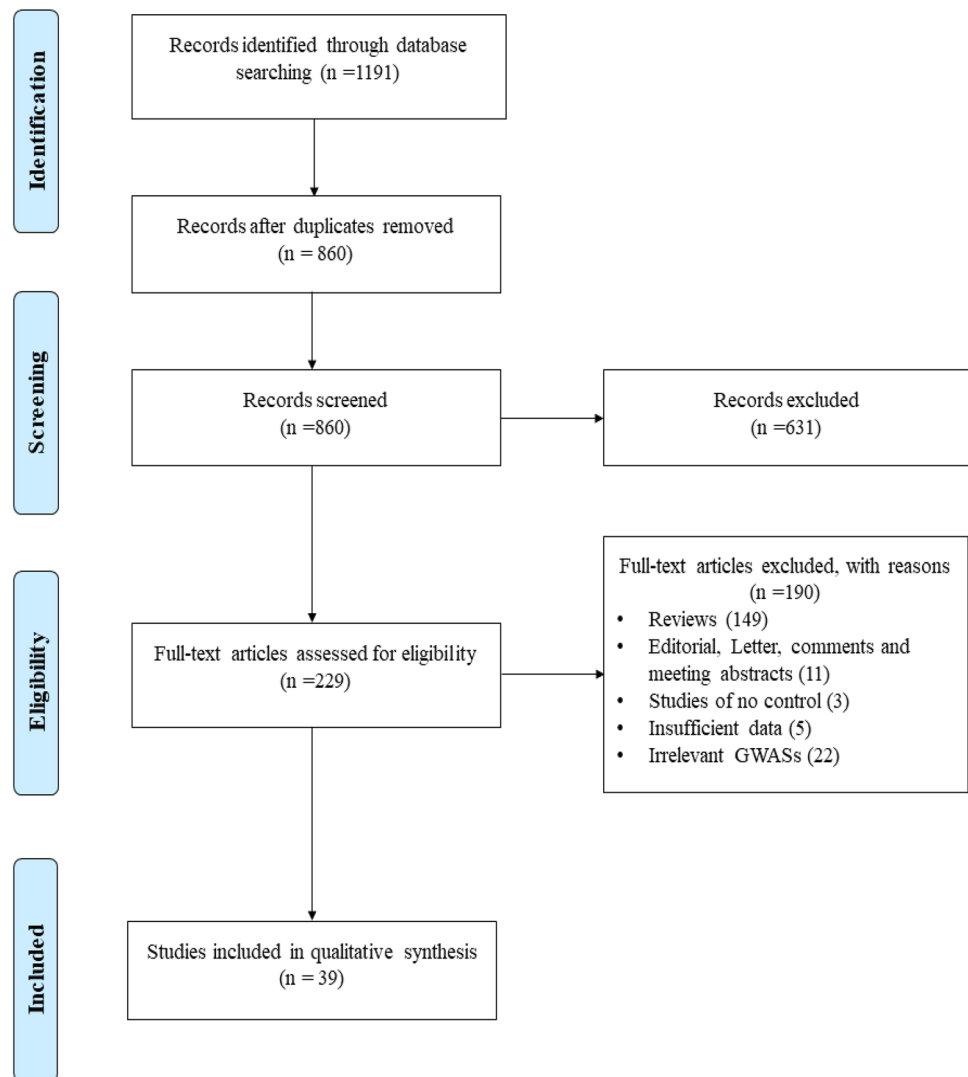 Identification
Records identified through database
searching (n =1191)
Records after duplicates removed
(n = 860)
Screening
Records screened
(n =860)
Records excluded
(n =631)
Eligibility
Full-text articles assessed for eligibility
(n =229)
Full-text articles excluded, with reasons
(n =190)
• Reviews (149)
• Editorial, Letter, comments and
meeting abstracts (11)
• Studies of no control (3)
• Insufficient data (5)
• Irrelevant GWASs (22)
Included
Studies included in qualitative synthesis
(n = 39)